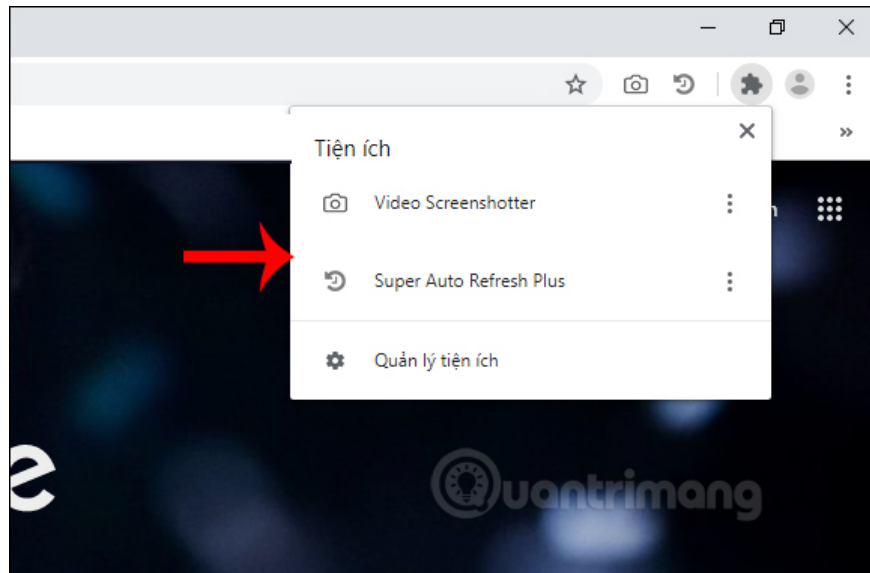 Tiện ích
Video Screenshotter
n
Super Auto Refresh Plus
Quản lý tiện ích
e
Quantrimang